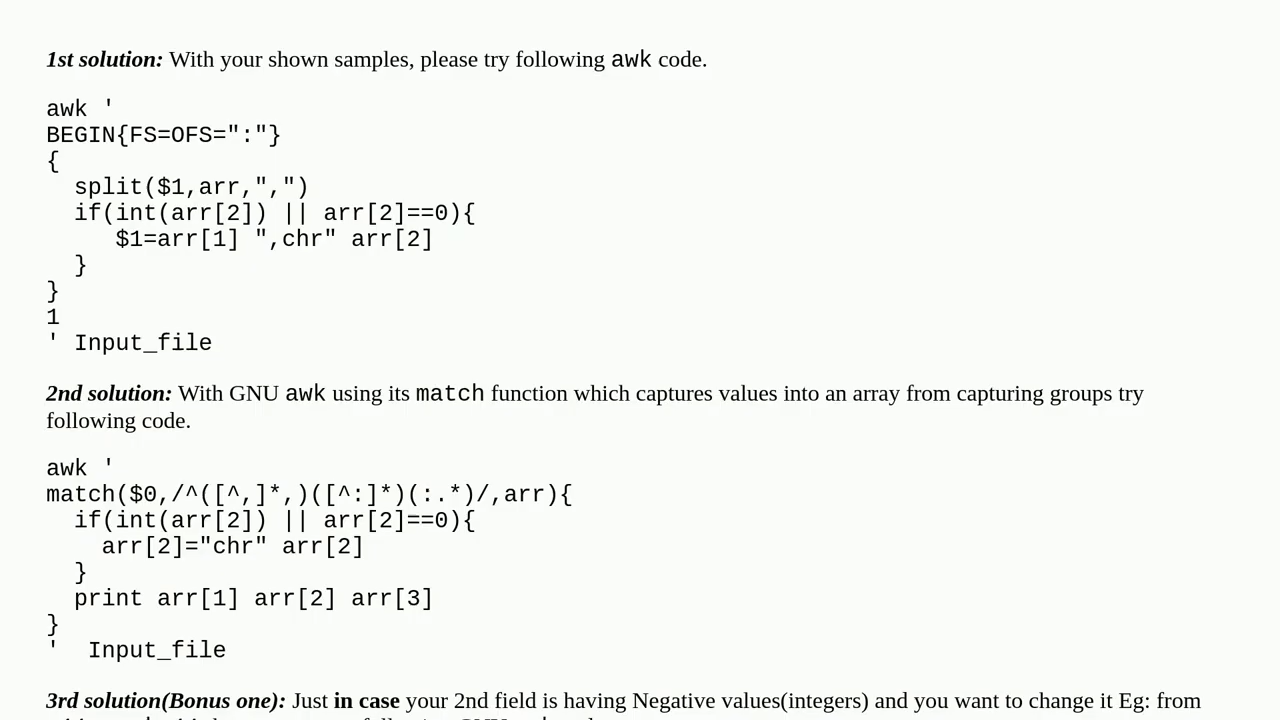 1st solution: With your shown samples, please try following awk code.
awk '
BEGIN{FS=OFS=":"}
{
  split($1,arr,",")
  if(int(arr[2]) || arr[2]==0){
     $1=arr[1] ",chr" arr[2]
  }
}
1
' Input_file
2nd solution: With GNU awk using its match function which captures values into an array from capturing groups try
following code.
awk '
match($0,/^([^,]*,)([^:]*)(:.*)/,arr){
  if(int(arr[2]) || arr[2]==0){
    arr[2]="chr" arr[2]
  }
  print arr[1] arr[2] arr[3]
}
'  Input_file
3rd solution(Bonus one): Just in case your 2nd field is having Negative values(integers) and you want to change it Eg: from